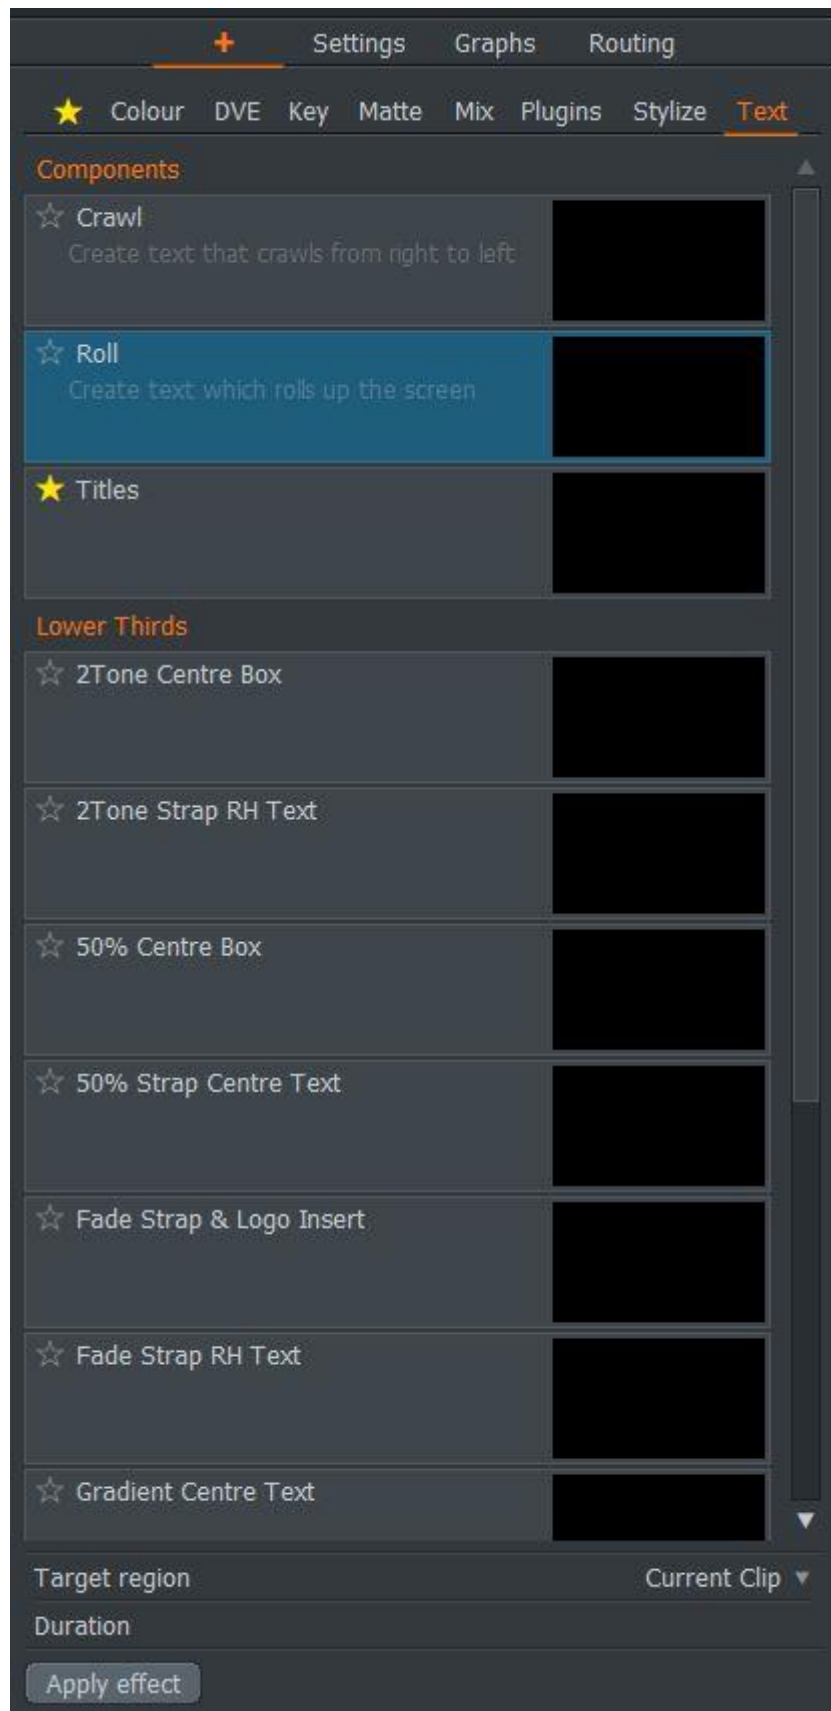 + Settings Graphs Routing
Colour DVE Key Matte Mix Plugins Stylize Text
Components
Crawl
Create text that crawls from right to left
Roll
Create text which rolls up the screen
Titles
Lower Thirds
2Tone Centre Box
2Tone Strap RH Text
50% Centre Box
50% Strap Centre Text
Fade Strap & Logo Insert
Fade Strap RH Text
Gradient Centre Text
Target region Current Clip
Duration
Apply effect